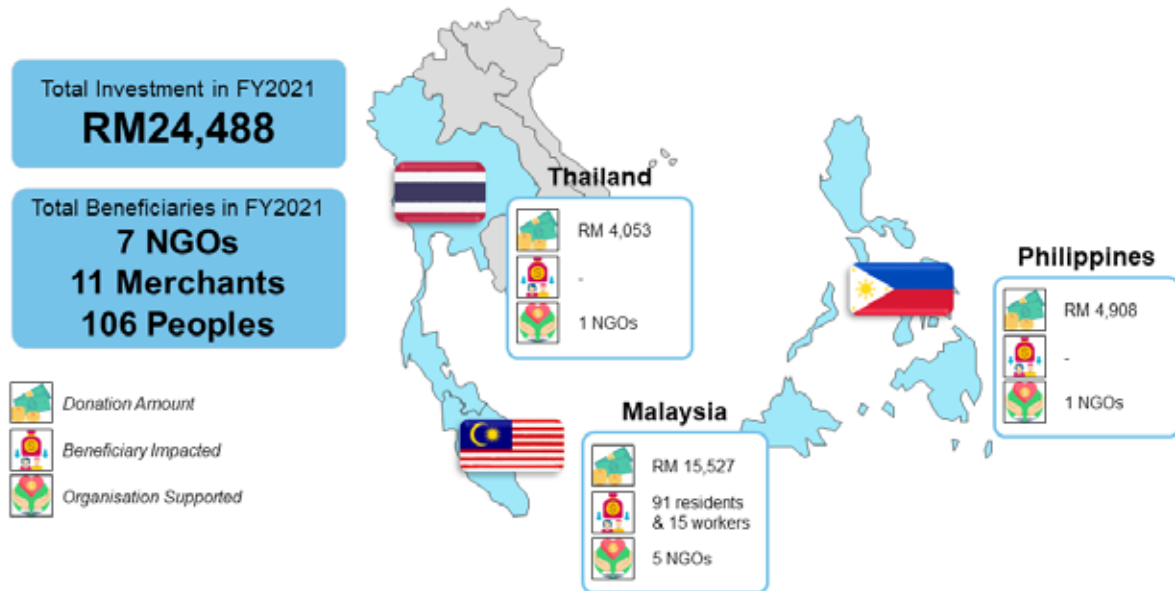 Total Investment in FY2021
RM24,488
Total Beneficiaries in FY2021
7 NGOs
11 Merchants
106 Peoples
Donation Amount
Beneficiary Impacted
Organisation Supported
Thailand
RM 4,053
-
1 NGOs
Malaysia
RM 15,527
91 residents
& 15 workers
5 NGOs
Philippines
RM 4,908
-
1 NGOs